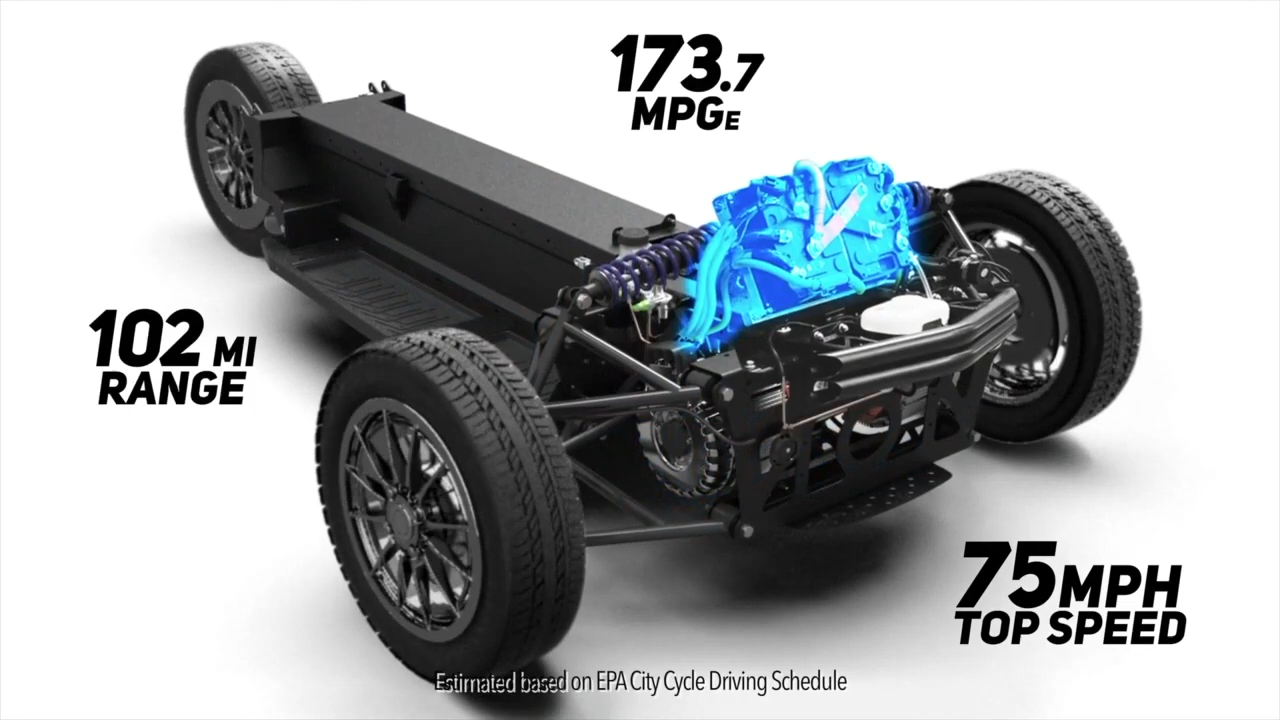 173.7
MPGE
102 MI
RANGE
75MPH
TOP SPEED
Estimated based on EPA City Cycle Driving Schedule